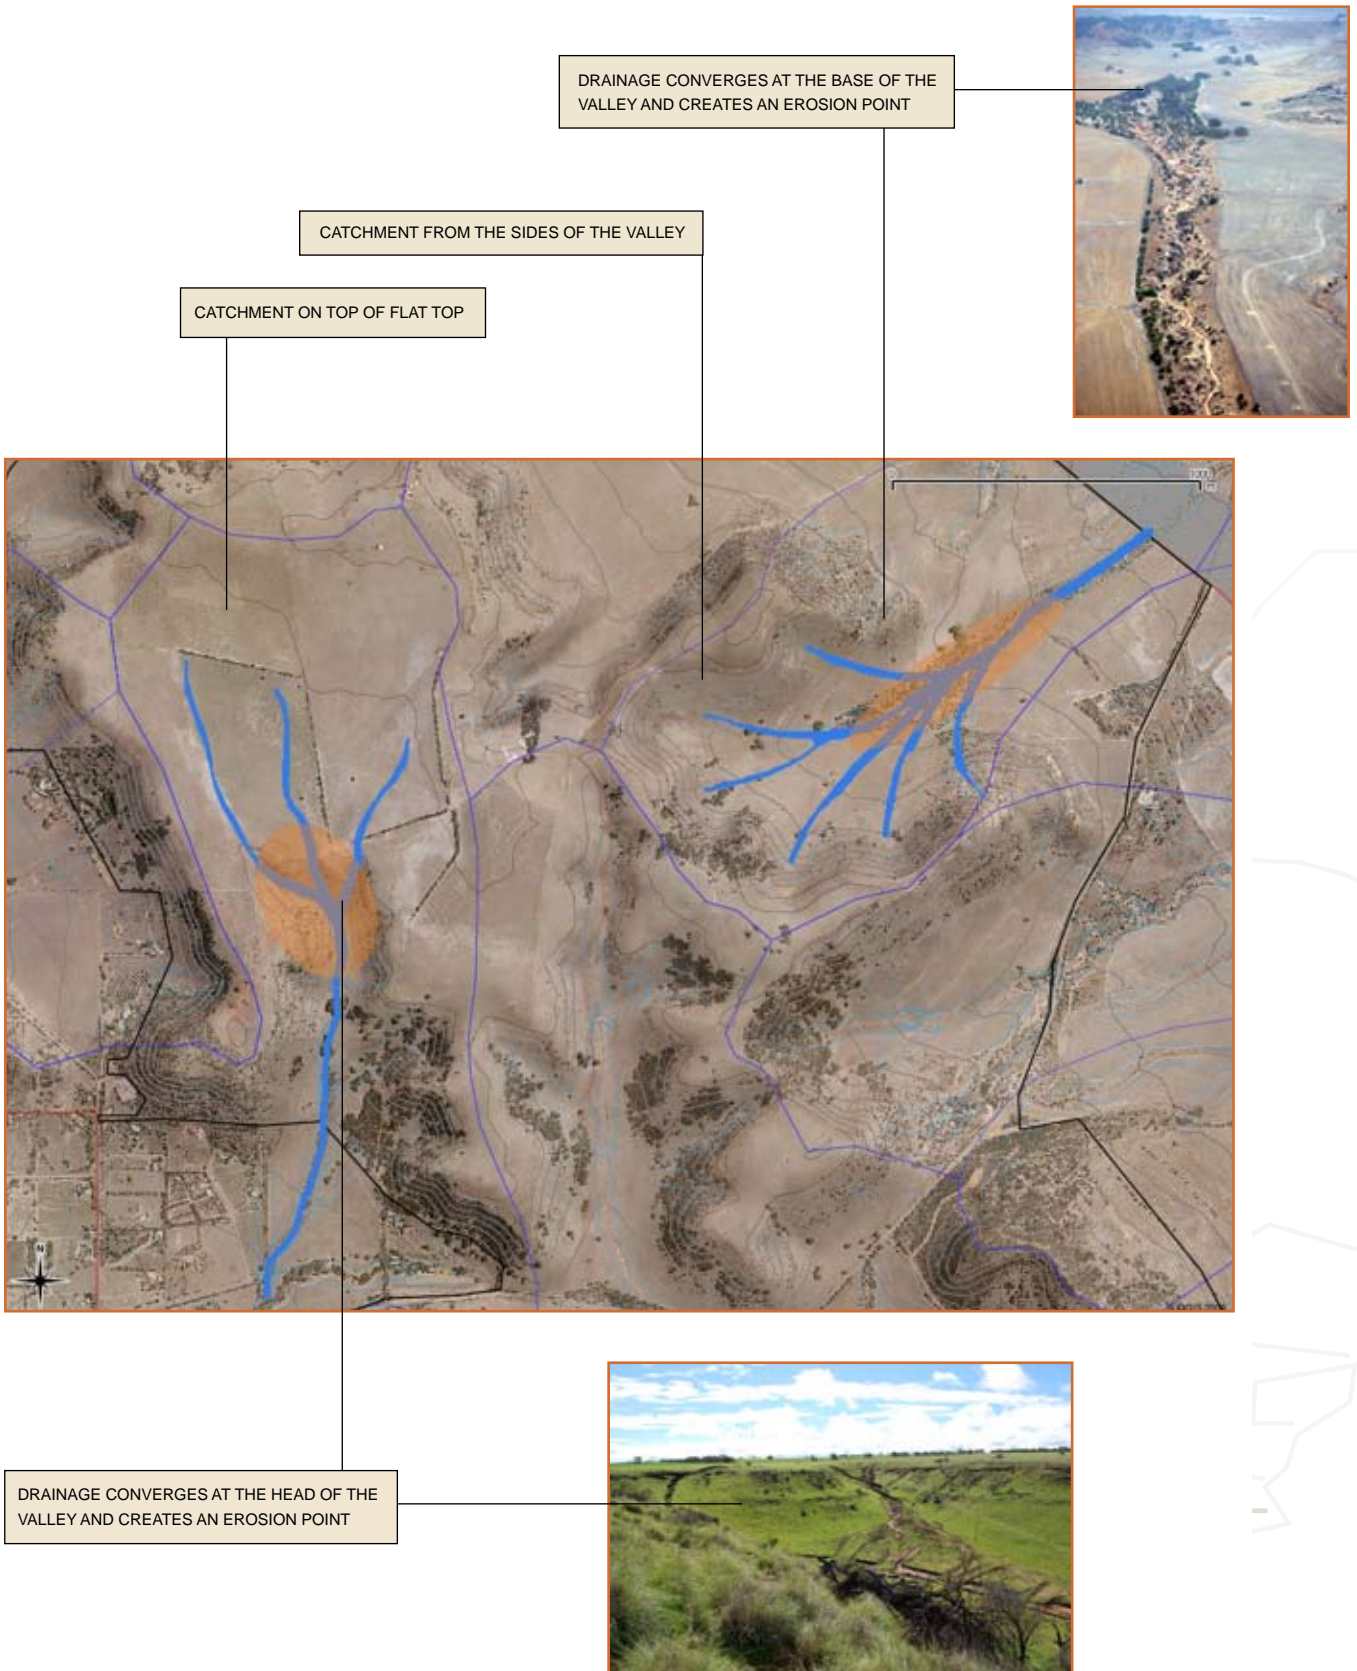 DRAINAGE CONVERGES AT THE BASE OF THE
VALLEY AND CREATES AN EROSION POINT
CATCHMENT FROM THE SIDES OF THE VALLEY
CATCHMENT ON TOP OF FLAT TOP
0
1000
m
N
DRAINAGE CONVERGES AT THE HEAD OF THE
VALLEY AND CREATES AN EROSION POINT